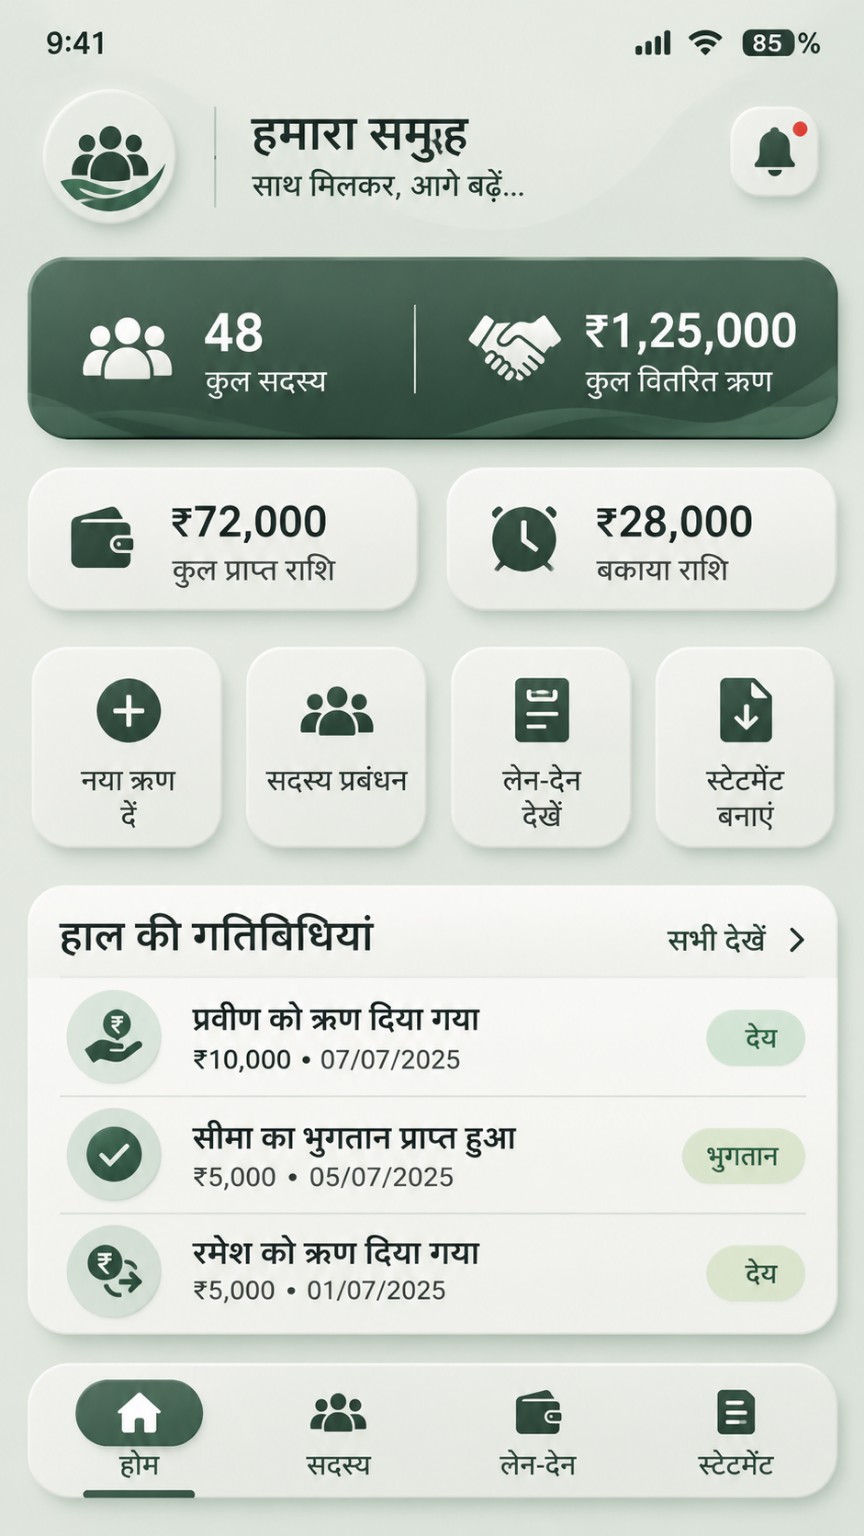 9:41
85%
हमारा समुह
साथ मिलकर, आगे बढ़ें...
48
कुल सदस्य
₹1,25,000
कुल वितरित ऋण
₹72,000
कुल प्राप्त राशि
₹28,000
बकाया राशि
नया ऋण
दें
सदस्य प्रबंधन
लेन-देन
देखें
स्टेटमेंट
बनाएं
हाल की गतिबिधियां
सभी देखें
प्रवीण को ऋण दिया गया
₹10,000 • 07/07/2025
देय
सीमा का भुगतान प्राप्त हुआ
₹5,000 • 05/07/2025
भुगतान
रमेश को ऋण दिया गया
₹5,000 • 01/07/2025
देय
होम
सदस्य
लेन-देन
स्टेटमेंट